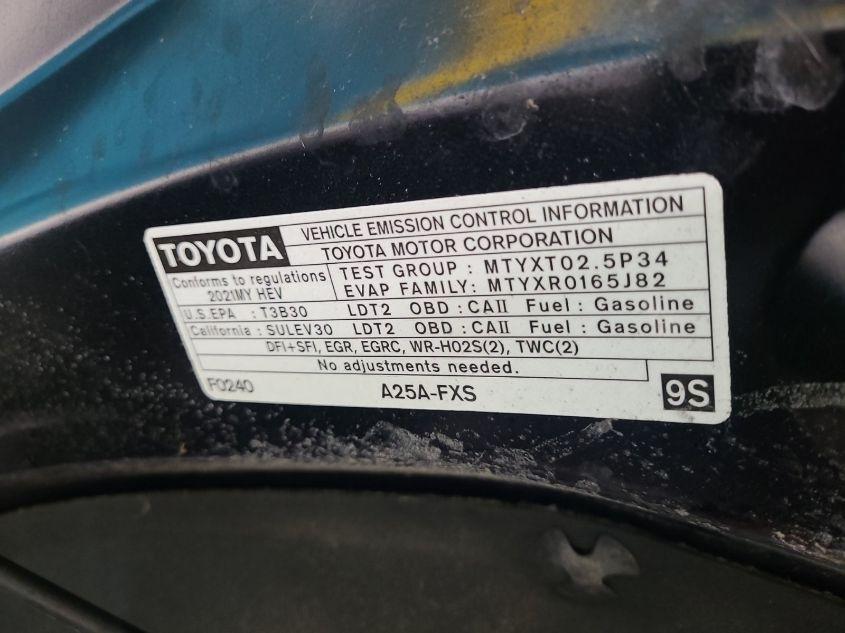 TOYOTA
VEHICLE EMISSION CONTROL INFORMATION
TOYOTA MOTOR CORPORATION
Conforms to regulations
2021MY HEV
TEST GROUP : MTYXT02.5P34
EVAP FAMILY: MTYXR0165J82
U.S.EPA : T3B30 LDT2 OBD : CAII Fuel : Gasoline
California : SULEV30 LDT2 OBD : CAII Fuel : Gasoline
DFI+SFI, EGR, EGRC, WR-HO2S(2), TWC(2)
No adjustments needed.
F0240 A25A-FXS 9S